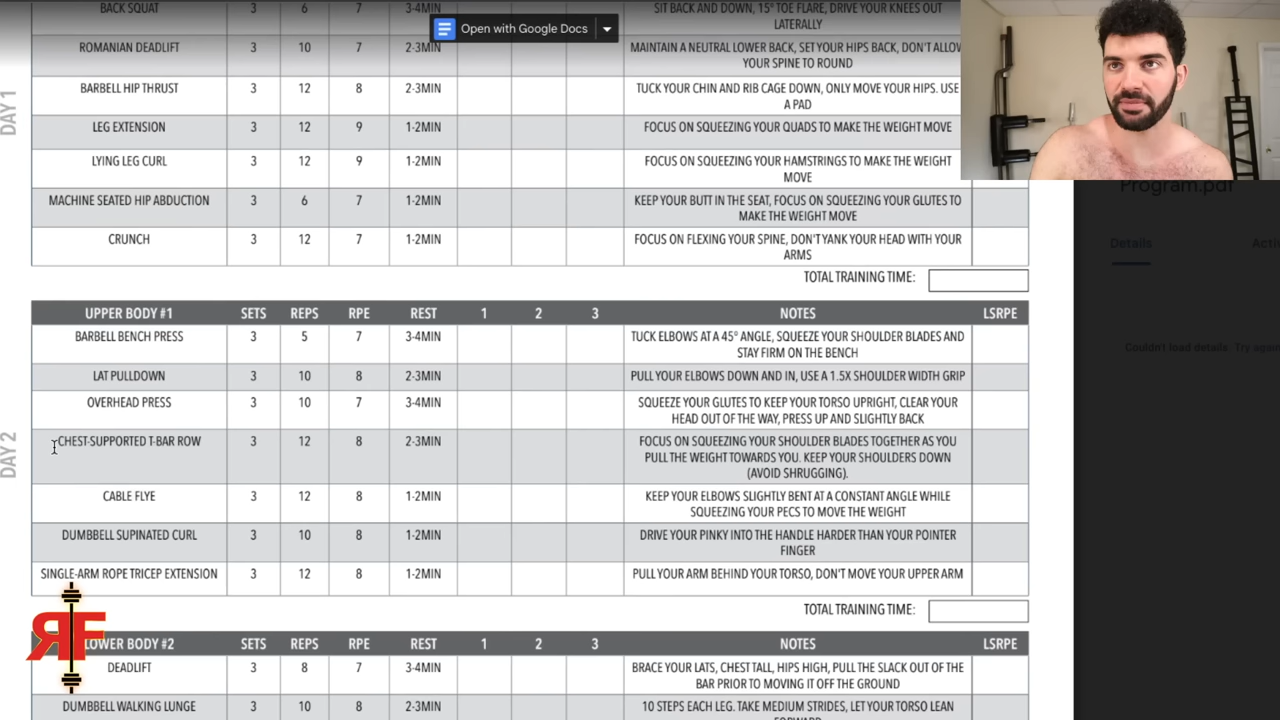 BACK SQUAT 3 6 7 3-4MIN SIT BACK AND DOWN, 15° TOE FLARE, DRIVE YOUR KNEES OUT
LATERALLY
Open with Google Docs
ROMANIAN DEADLIFT 3 10 7 2-3MIN MAINTAIN A NEUTRAL LOWER BACK, SET YOUR HIPS BACK, DON'T ALLOW
YOUR SPINE TO ROUND
DAY 1
BARBELL HIP THRUST 3 12 8 2-3MIN TUCK YOUR CHIN AND RIB CAGE DOWN, ONLY MOVE YOUR HIPS. USE
A PAD
LEG EXTENSION 3 12 9 1-2MIN FOCUS ON SQUEEZING YOUR QUADS TO MAKE THE WEIGHT MOVE
LYING LEG CURL 3 12 9 1-2MIN FOCUS ON SQUEEZING YOUR HAMSTRINGS TO MAKE THE WEIGHT
MOVE
MACHINE SEATED HIP ABDUCTION 3 6 7 1-2MIN KEEP YOUR BUTT IN THE SEAT, FOCUS ON SQUEEZING YOUR GLUTES TO
MAKE THE WEIGHT MOVE
CRUNCH 3 12 7 1-2MIN FOCUS ON FLEXING YOUR SPINE, DON'T YANK YOUR HEAD WITH YOUR
ARMS
TOTAL TRAINING TIME:
Program.pdf
Details
Couldn't load details. Try again
UPPER BODY #1 SETS REPS RPE REST 1 2 3 NOTES LSRPE
BARBELL BENCH PRESS 3 5 7 3-4MIN TUCK ELBOWS AT A 45° ANGLE, SQUEEZE YOUR SHOULDER BLADES AND
STAY FIRM ON THE BENCH
LAT PULLDOWN 3 10 8 2-3MIN PULL YOUR ELBOWS DOWN AND IN, USE A 1.5X SHOULDER WIDTH GRIP
OVERHEAD PRESS 3 10 7 3-4MIN SQUEEZE YOUR GLUTES TO KEEP YOUR TORSO UPRIGHT, CLEAR YOUR
HEAD OUT OF THE WAY, PRESS UP AND SLIGHTLY BACK
DAY 2
CHEST-SUPPORTED T-BAR ROW 3 12 8 2-3MIN FOCUS ON SQUEEZING YOUR SHOULDER BLADES TOGETHER AS YOU
PULL THE WEIGHT TOWARDS YOU. KEEP YOUR SHOULDERS DOWN
(AVOID SHRUGGING).
CABLE FLYE 3 12 8 1-2MIN KEEP YOUR ELBOWS SLIGHTLY BENT AT A CONSTANT ANGLE WHILE
SQUEEZING YOUR PECS TO MOVE THE WEIGHT
DUMBBELL SUPINATED CURL 3 10 8 1-2MIN DRIVE YOUR PINKY INTO THE HANDLE HARDER THAN YOUR POINTER
FINGER
SINGLE-ARM ROPE TRICEP EXTENSION 3 12 8 1-2MIN PULL YOUR ARM BEHIND YOUR TORSO, DON'T MOVE YOUR UPPER ARM
TOTAL TRAINING TIME:
RF
LOWER BODY #2 SETS REPS RPE REST 1 2 3 NOTES LSRPE
DEADLIFT 3 8 7 3-4MIN BRACE YOUR LATS, CHEST TALL, HIPS HIGH, PULL THE SLACK OUT OF THE
BAR PRIOR TO MOVING IT OFF THE GROUND
DUMBBELL WALKING LUNGE 3 10 8 2-3MIN 10 STEPS EACH LEG. TAKE MEDIUM STRIDES, LET YOUR TORSO LEAN
FORWARD